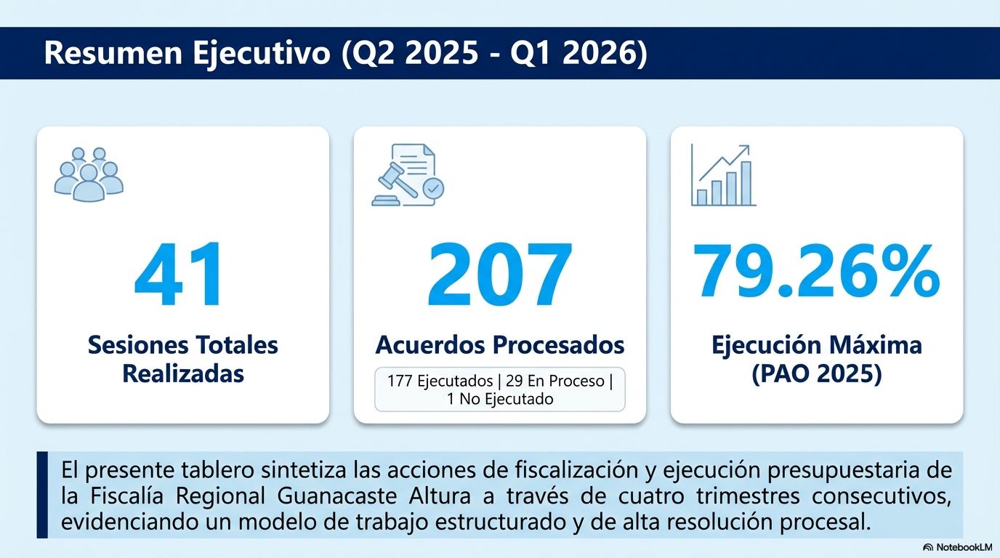 Resumen Ejecutivo (Q2 2025 - Q1 2026)
41
Sesiones Totales
Realizadas
207
Acuerdos Procesados
177 Ejecutados | 29 En Proceso |
1 No Ejecutado
79.26%
Ejecución Máxima
(PAO 2025)
El presente tablero sintetiza las acciones de fiscalización y ejecución presupuestaria de
la Fiscalía Regional Guanacaste Altura a través de cuatro trimestres consecutivos,
evidenciando un modelo de trabajo estructurado y de alta resolución procesal.
NotebookLM